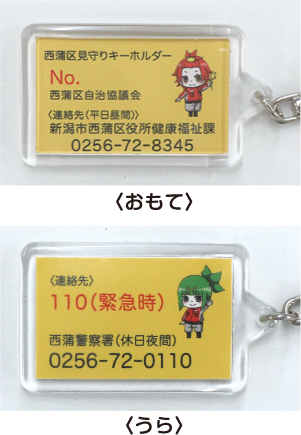 西蒲区見守りキーホルダー
No.
西蒲区自治協議会
〈連絡先(平日昼間)〉
新潟市西蒲区役所健康福祉課
0256-72-8345
〈おもて〉
〈連絡先〉
110(緊急時)
西蒲警察署(休日夜間)
0256-72-0110
〈うら〉